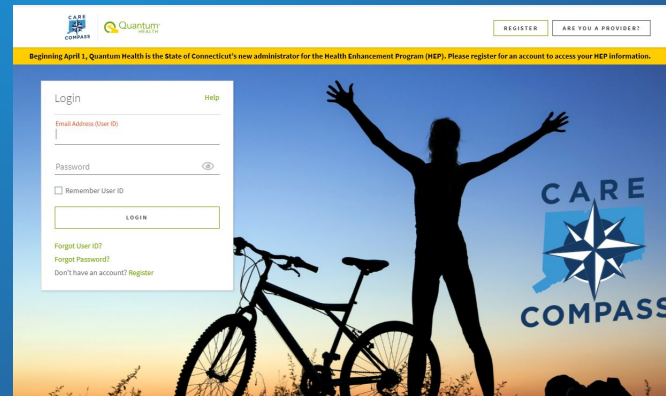 CARE
COMPASS
Quantum
HEALTH
REGISTER
ARE YOU A PROVIDER?
Beginning April 1, Quantum Health is the State of Connecticut's new administrator for the Health Enhancement Program (HEP). Please register for an account to access your HEP information.
Login
Help
Email Address (User ID)
Password
Remember User ID
LOGIN
Forgot User ID?
Forgot Password?
Don't have an account? Register
CARE
COMPASS